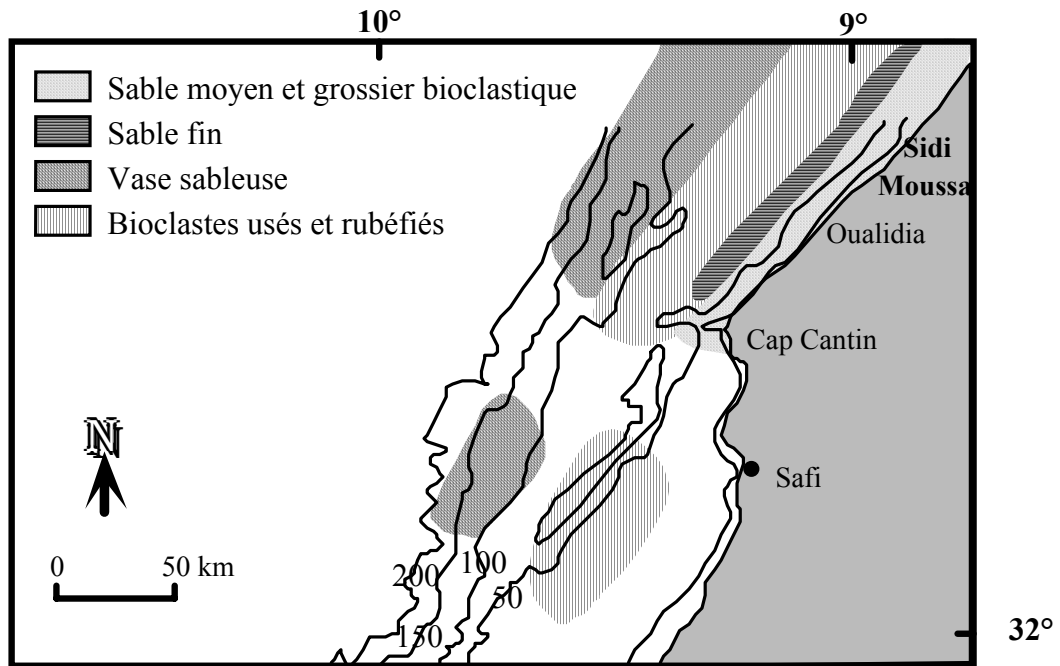 10°
9°
Sable moyen et grossier bioclastique
Sable fin
Vase sableuse
Bioclastes usés et rubéfiés
Sidi
Moussa
Oualidia
Cap Cantin
N
Safi
0
50 km
200
100
50
150
32°